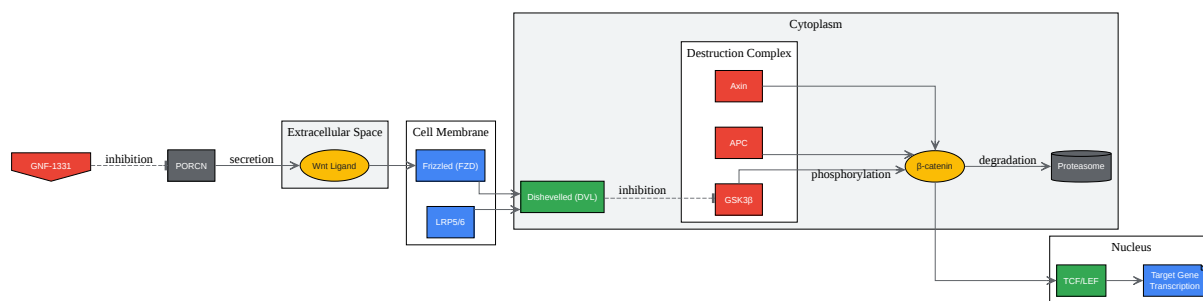 Cytoplasm
Destruction Complex
Axin
Extracellular Space
Cell Membrane
GNF-1331
inhibition
PORCN
secretion
Wnt Ligand
Frizzled (FZD)
APC
β-catenin
degradation
Proteasome
phosphorylation
Dishevelled (DVL)
inhibition
GSK3β
LRP5/6
Nucleus
TCF/LEF
Target Gene
Transcription